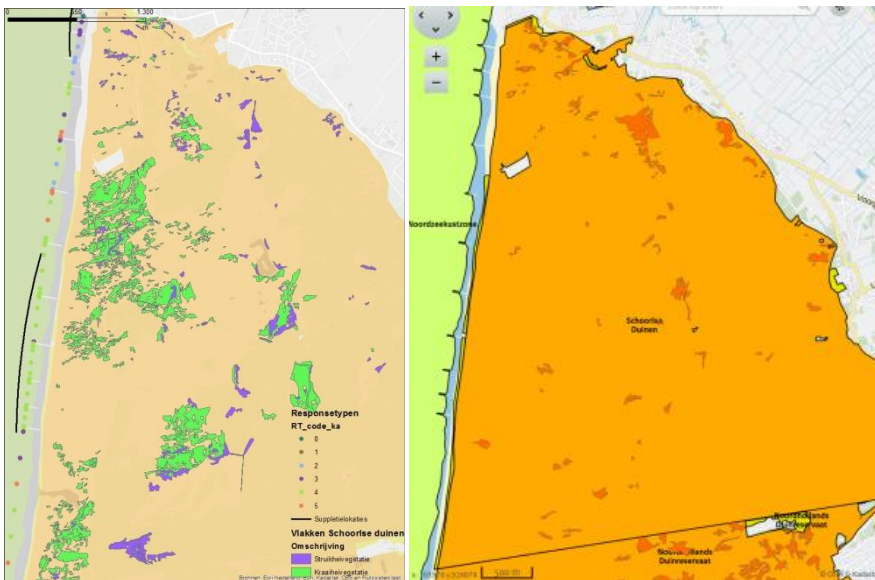 0 650 1.300
Responsetypen
RT_code_ka
0
1
2
3
4
5
Suppletielokaties
Vlakken Schoorlse duinen
Omschrijving
Struikheivegetatie
Kraaiheivegetatie
Noordzeekustzone
Schoorlse
Duinen
Noordhollands
Duinreservaat
Noordhollands
Duinreservaat
500 m